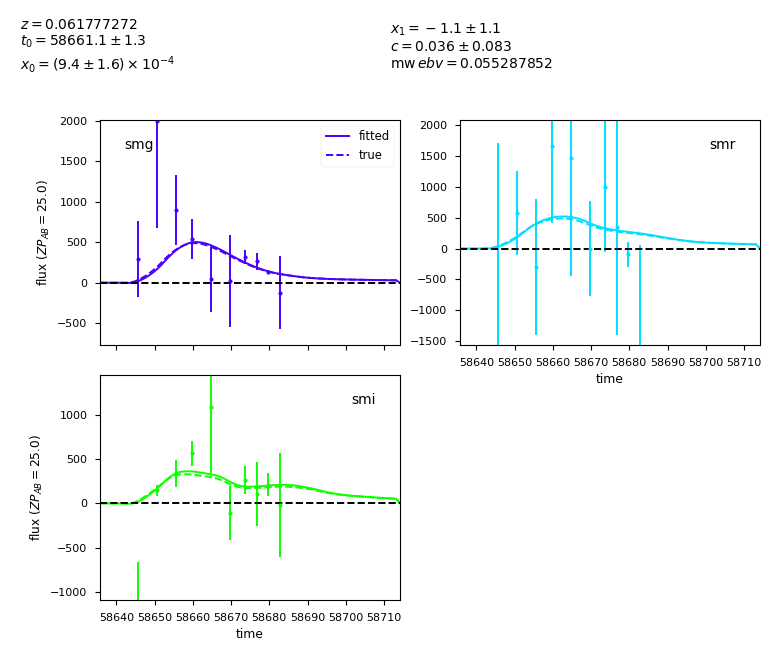 z = 0.061777272
t₀ = 58661.1 ± 1.3
x₀ = (9.4 ± 1.6) × 10⁻⁴
x₁ = −1.1 ± 1.1
c = 0.036 ± 0.083
mw ebv = 0.055287852
smg
fitted
true
2000
1500
1000
500
0
−500
flux (ZP_AB = 25.0)
smr
2000
1500
1000
500
0
−500
−1000
−1500
58640 58650 58660 58670 58680 58690 58700 58710
time
smi
1000
500
0
−500
−1000
flux (ZP_AB = 25.0)
58640 58650 58660 58670 58680 58690 58700 58710
time